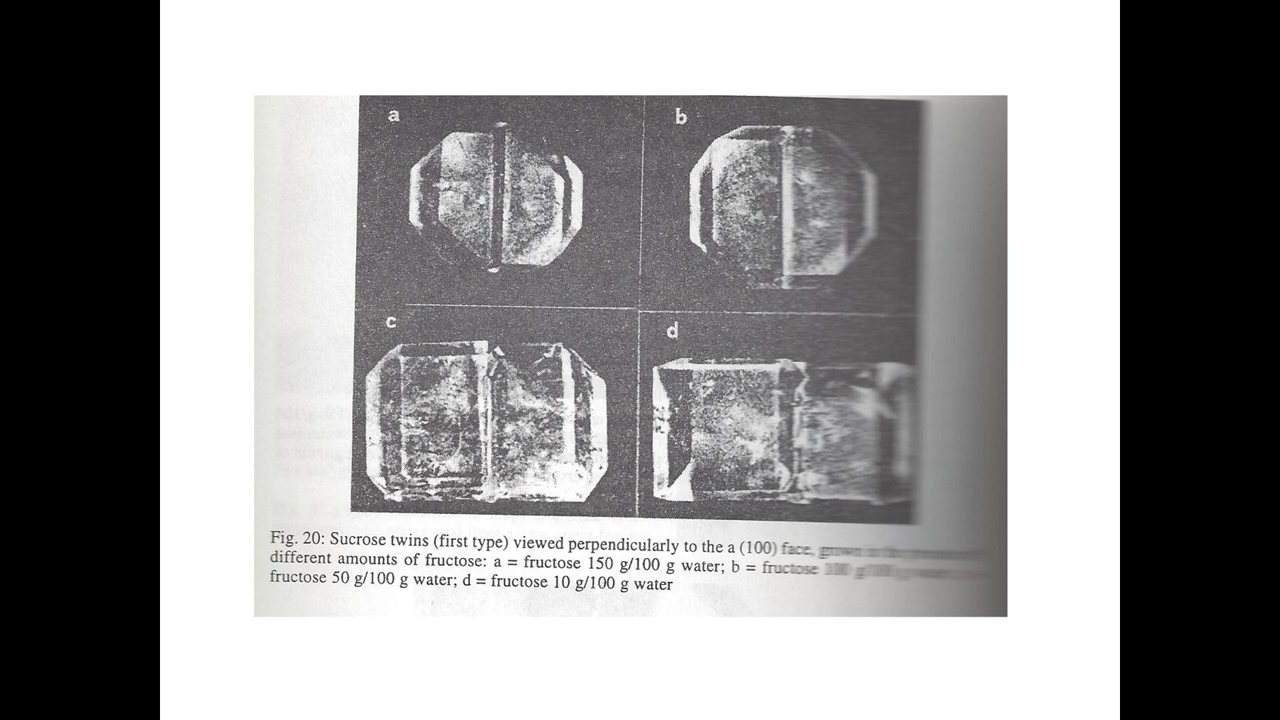 a
b
c
d
Fig. 20: Sucrose twins (first type) viewed perpendicularly to the a (100) face,
different amounts of fructose: a = fructose 150 g/100 g water; b = fructose
fructose 50 g/100 g water; d = fructose 10 g/100 g water